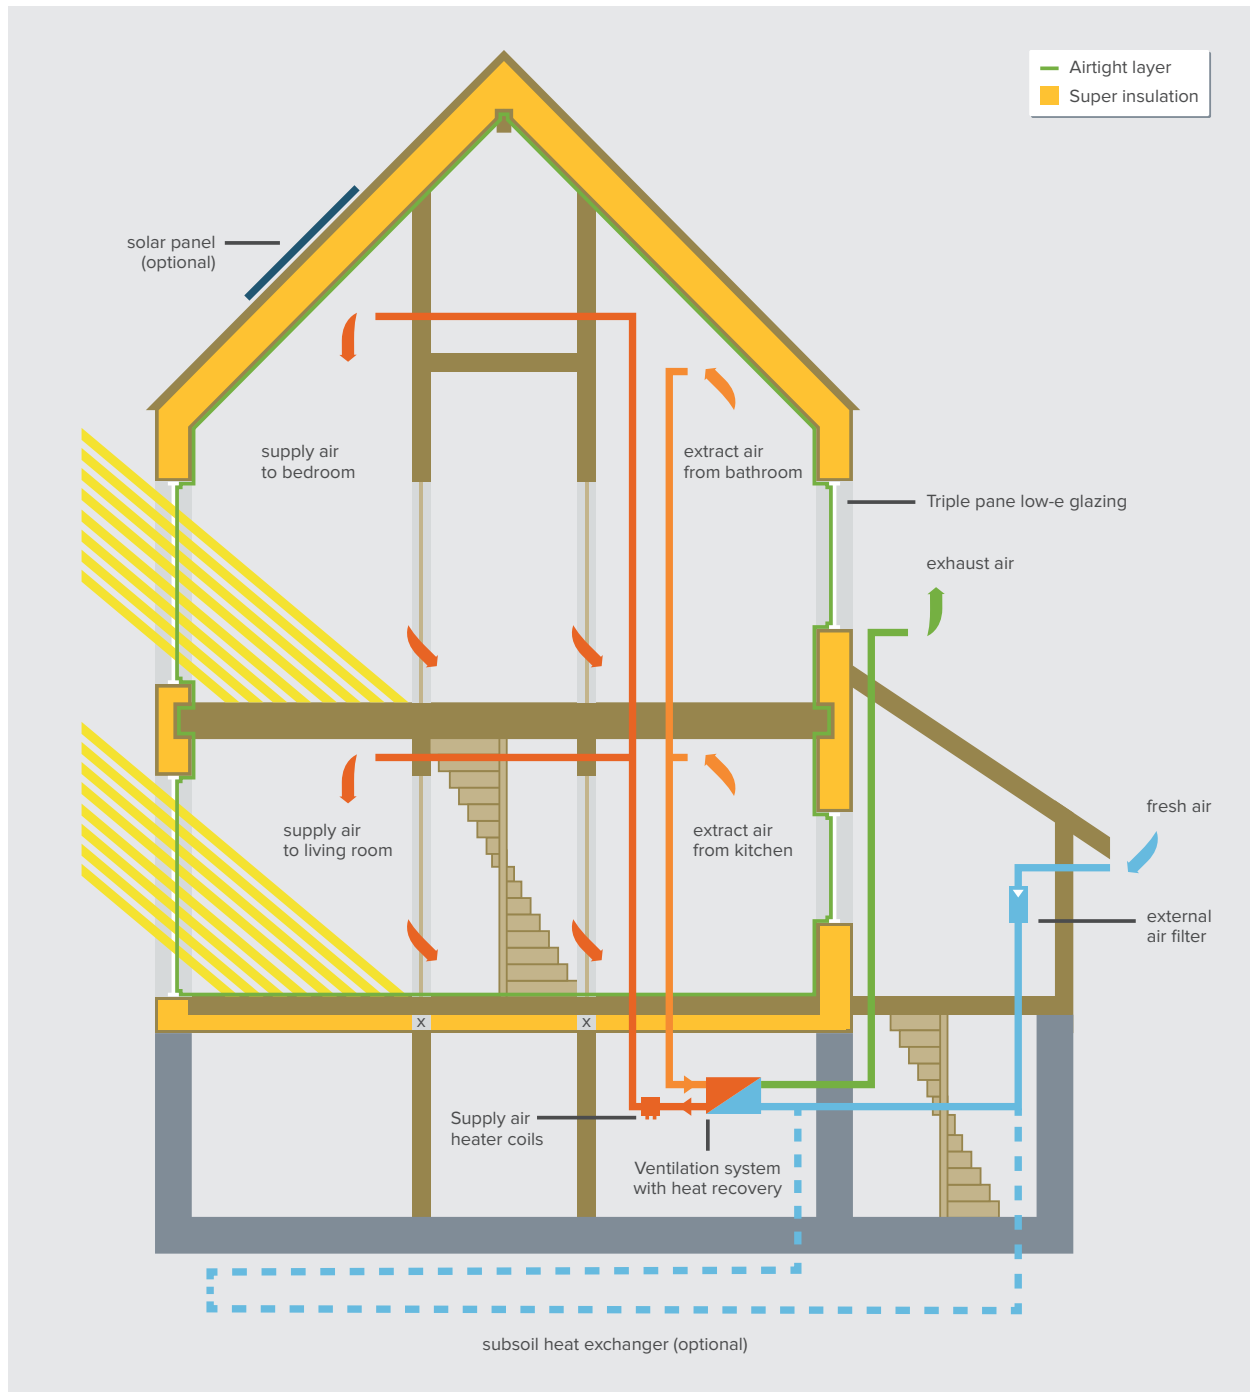 Airtight layer
Super insulation
solar panel
(optional)
supply air
to bedroom
extract air
from bathroom
Triple pane low-e glazing
exhaust air
fresh air
supply air
to living room
extract air
from kitchen
external
air filter
x
x
Supply air
heater coils
Ventilation system
with heat recovery
subsoil heat exchanger (optional)